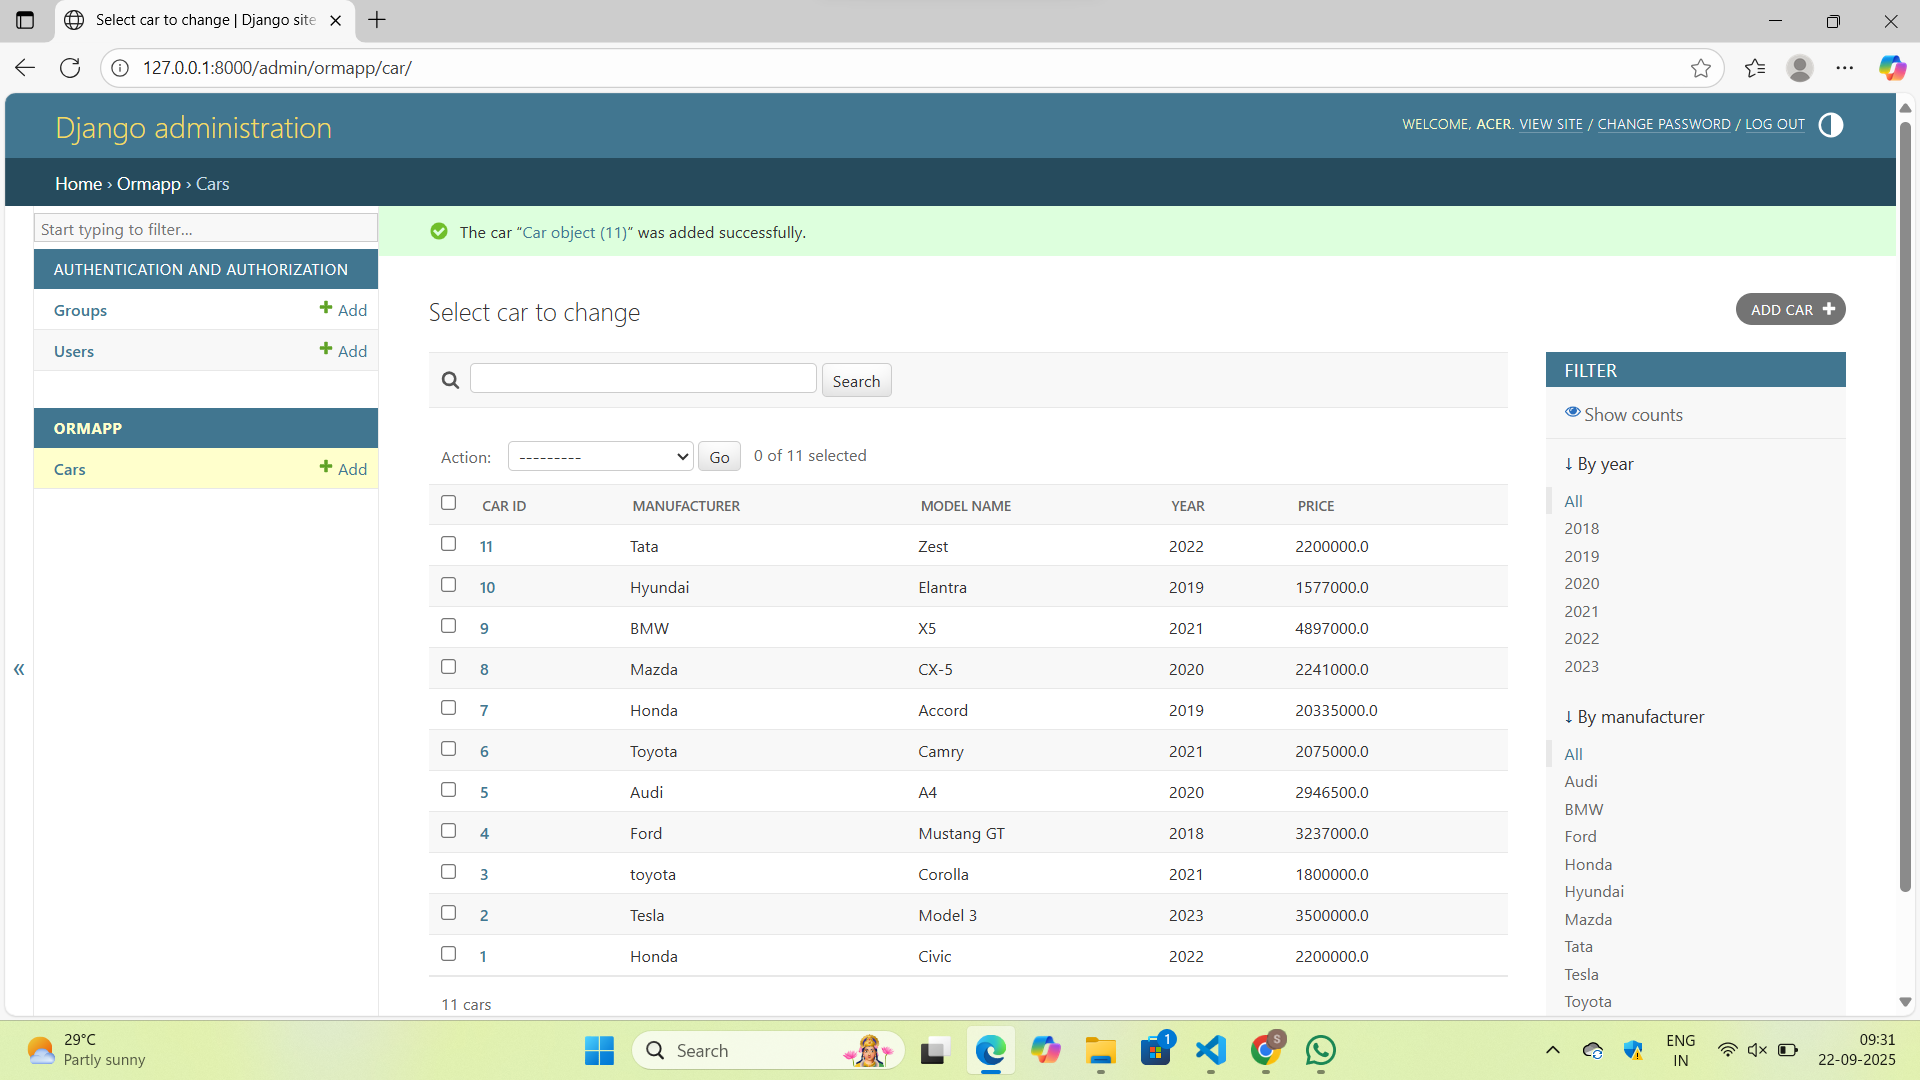 Select car to change | Django site
127.0.0.1:8000/admin/ormapp/car/
Django administration
WELCOME, ACER. VIEW SITE / CHANGE PASSWORD / LOG OUT
Home › Ormapp › Cars
Start typing to filter...
AUTHENTICATION AND AUTHORIZATION
Groups + Add
Users + Add
ORMAPP
Cars + Add
«
The car “Car object (11)” was added successfully.
Select car to change
ADD CAR +
Search
Action: --------- Go 0 of 11 selected
CAR ID MANUFACTURER MODEL NAME YEAR PRICE
11 Tata Zest 2022 2200000.0
10 Hyundai Elantra 2019 1577000.0
9 BMW X5 2021 4897000.0
8 Mazda CX-5 2020 2241000.0
7 Honda Accord 2019 20335000.0
6 Toyota Camry 2021 2075000.0
5 Audi A4 2020 2946500.0
4 Ford Mustang GT 2018 3237000.0
3 toyota Corolla 2021 1800000.0
2 Tesla Model 3 2023 3500000.0
1 Honda Civic 2022 2200000.0
11 cars
FILTER
Show counts
↓ By year
All
2018
2019
2020
2021
2022
2023
↓ By manufacturer
All
Audi
BMW
Ford
Honda
Hyundai
Mazda
Tata
Tesla
Toyota
29°C
Partly sunny
Search
1
S
ENG
IN
09:31
22-09-2025